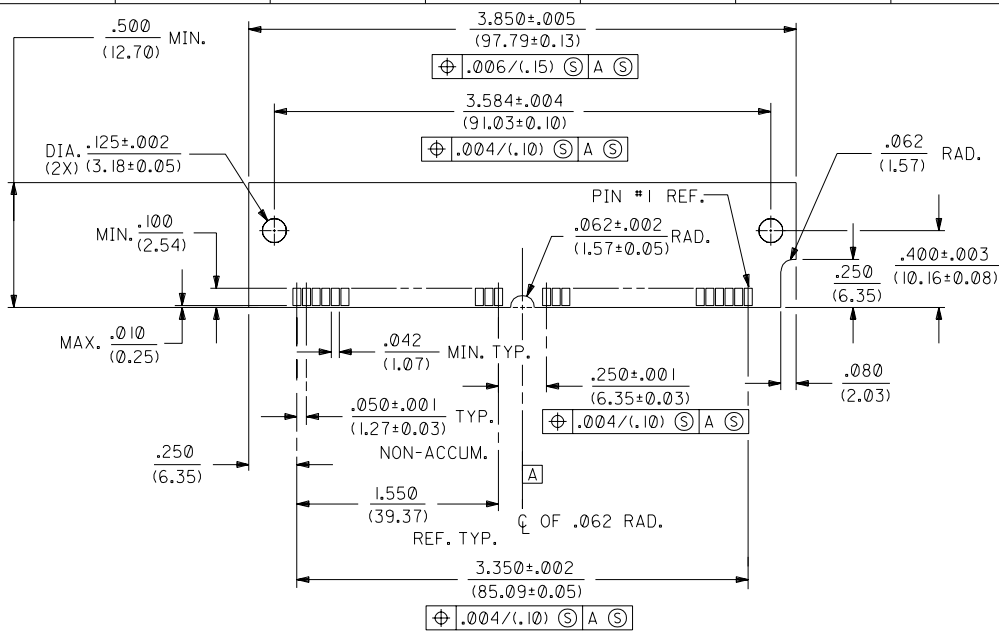 .500 MIN.
(12.70)
3.850±.005
(97.79±0.13)
⌖ .006/(.15) Ⓢ A Ⓢ
3.584±.004
(91.03±0.10)
⌖ .004/(.10) Ⓢ A Ⓢ
DIA. .125±.002
(2X) (3.18±0.05)
.062 RAD.
(1.57)
PIN #1 REF.
MIN. .100
(2.54)
.062±.002 RAD.
(1.57±0.05)
.250
(6.35)
.400±.003
(10.16±0.08)
MAX. .010
(0.25)
.042 MIN. TYP.
(1.07)
.250±.001
(6.35±0.03)
⌖ .004/(.10) Ⓢ A Ⓢ
.080
(2.03)
.050±.001 TYP.
(1.27±0.03)
NON-ACCUM.
.250
(6.35)
A
1.550
(39.37)
REF. TYP.
℄ OF .062 RAD.
3.350±.002
(85.09±0.05)
⌖ .004/(.10) Ⓢ A Ⓢ